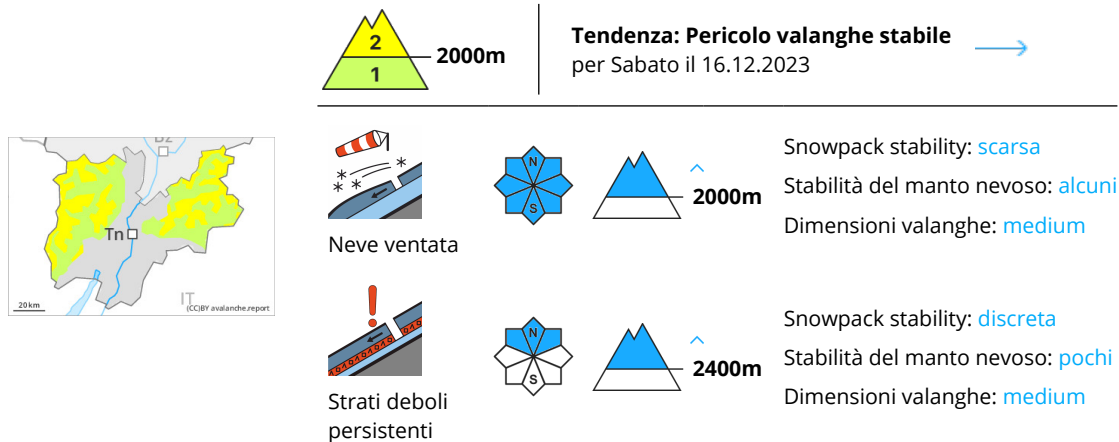 2
2000m
1
Tendenza: Pericolo valanghe stabile
per Sabato il 16.12.2023
BZ
Tn
IT
20 km
(CC)BY avalanche.report
N
S
2000m
Neve ventata
Snowpack stability: scarsa
Stabilità del manto nevoso: alcuni
Dimensioni valanghe: medium
N
S
2400m
Strati deboli
persistenti
Snowpack stability: discreta
Stabilità del manto nevoso: pochi
Dimensioni valanghe: medium